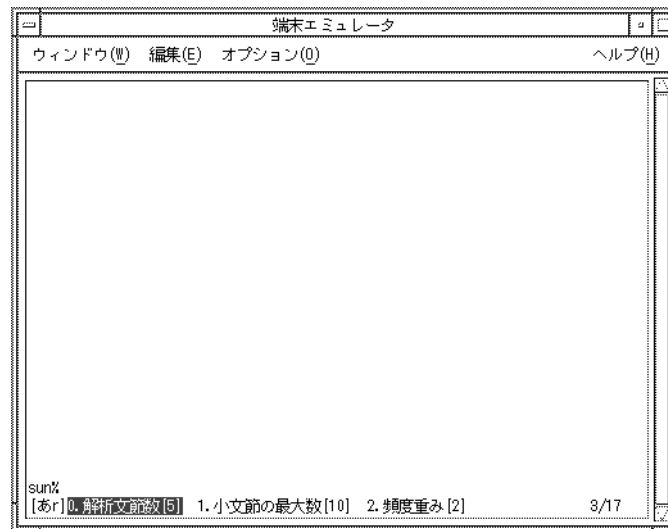 端末エミュレータ
ウィンドウ(W) 編集(E) オプション(O) ヘルプ(H)
sun%
[あr]0.解析文節数[5] 1.小文節の最大数[10] 2.頻度重み[2] 3/17